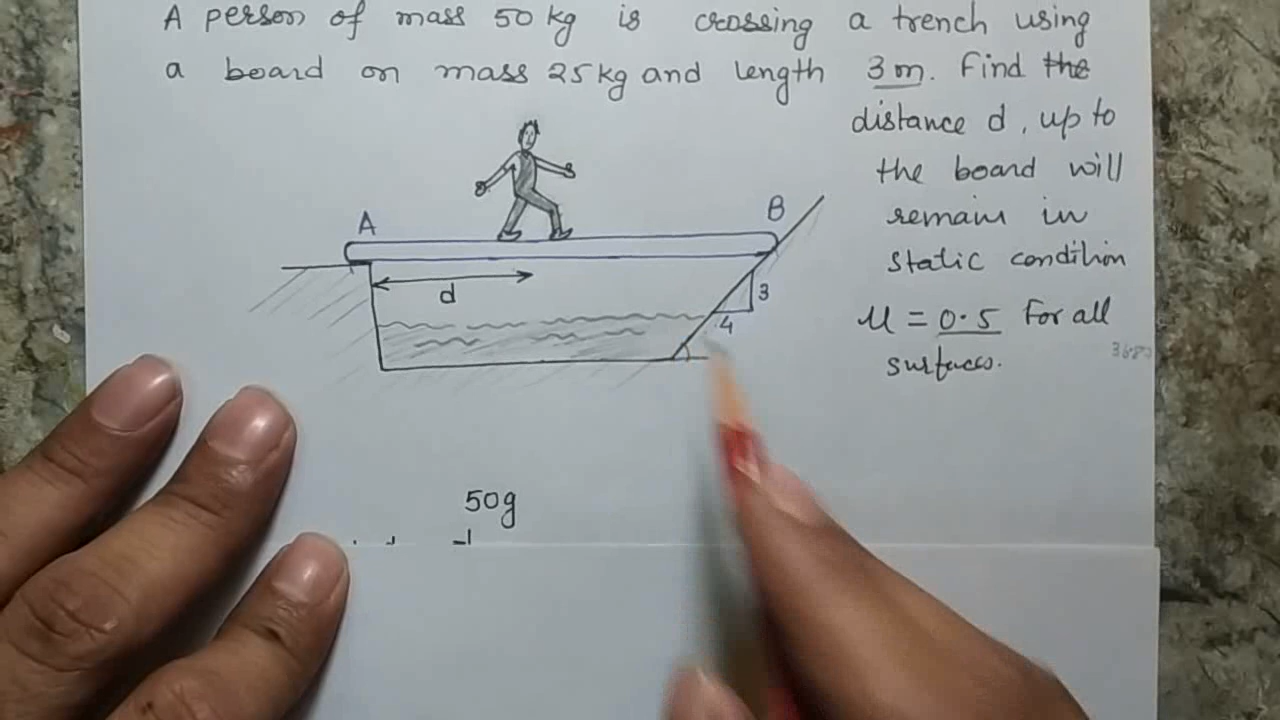 A person of mass 50 kg is crossing a trench using
a board on mass 25 kg and length 3 m. Find the
distance d, up to
the board will
remain in
static condition
μ = 0.5 for all
surfaces.
A
B
d
3
4
50g